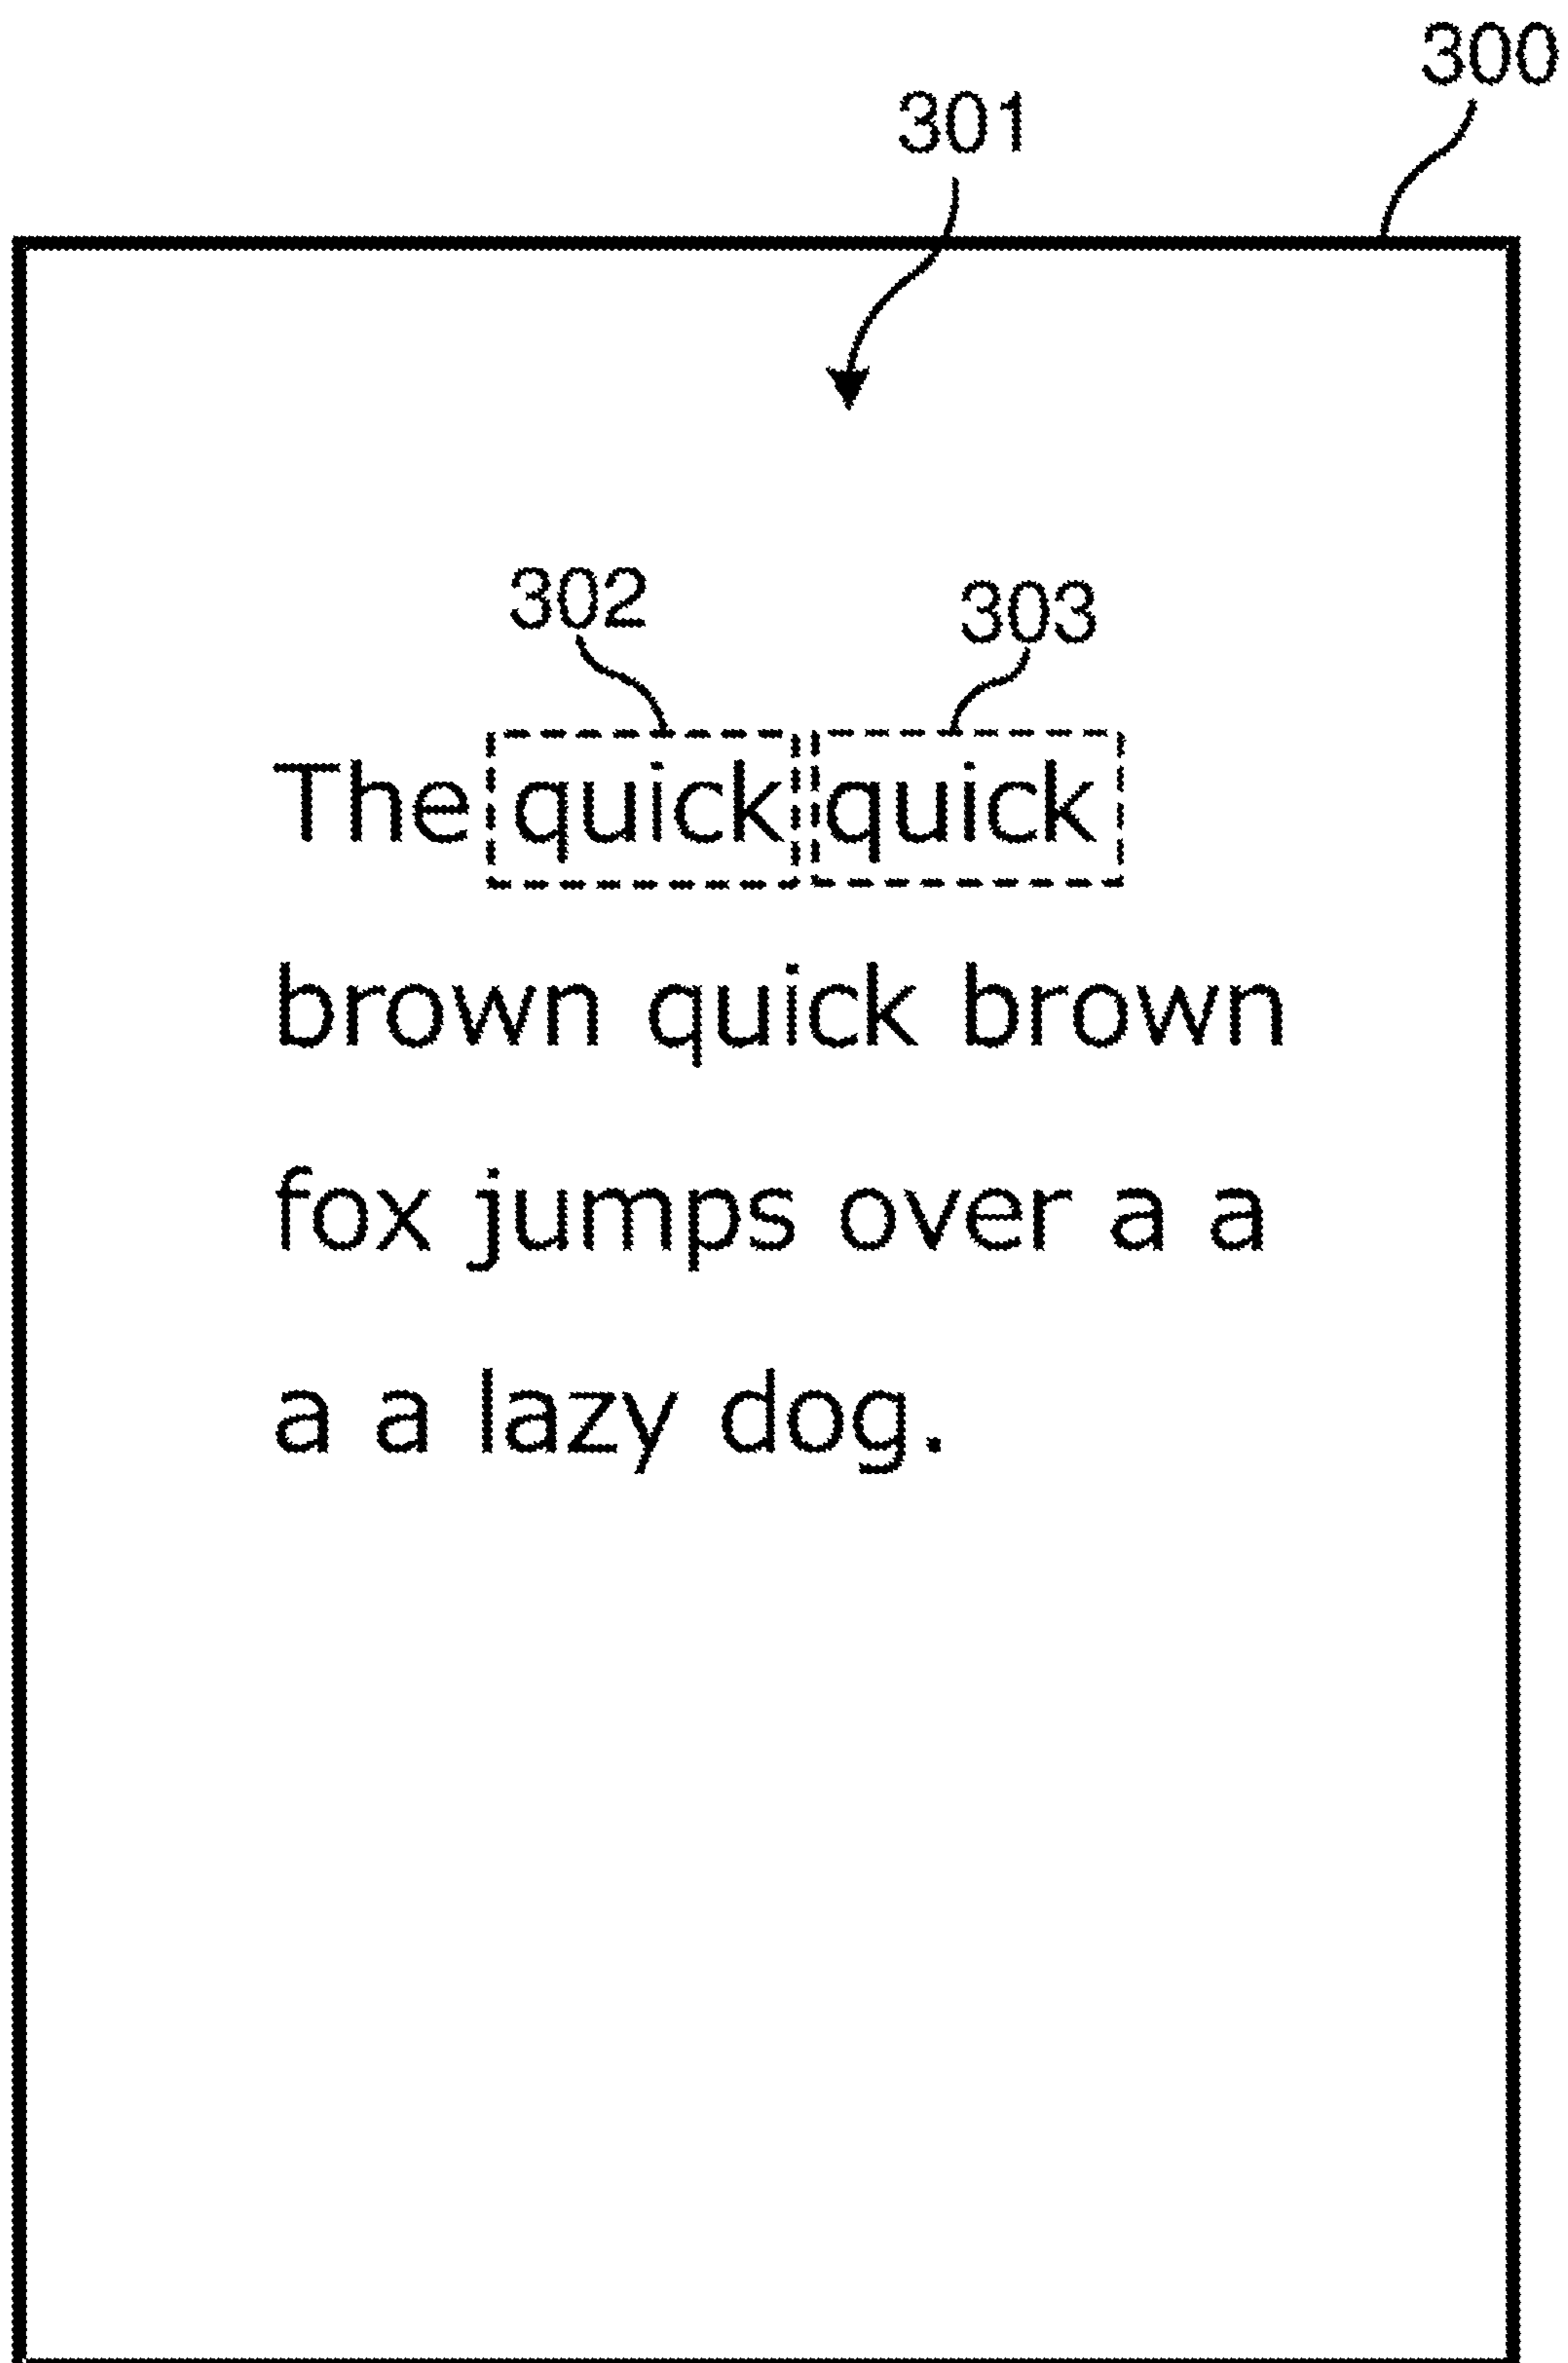 300
301
302 303
The quick quick
brown quick brown
fox jumps over a a
a a lazy dog.